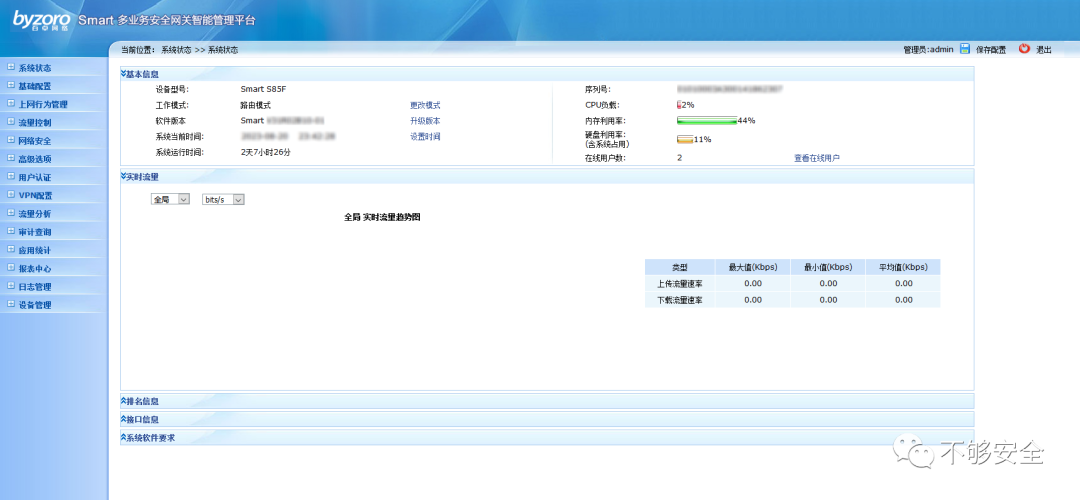 byzoro
百卓网络
Smart 多业务安全网关智能管理平台
当前位置: 系统状态 >> 系统状态
管理员:admin 保存配置 退出
系统状态
基础配置
上网行为管理
流量控制
网络安全
高级选项
用户认证
VPN配置
流量分析
审计查询
应用统计
报表中心
日志管理
设备管理
基本信息
设备型号: Smart S85F
工作模式: 路由模式 更改模式
软件版本 Smart 升级版本
系统当前时间: 设置时间
系统运行时间: 2天7小时26分
序列号:
CPU负载: 2%
内存利用率: 44%
硬盘利用率: 11%
(含系统占用)
在线用户数: 2 查看在线用户
实时流量
全局 bits/s
全局 实时流量趋势图
类型 最大值(Kbps) 最小值(Kbps) 平均值(Kbps)
上传流量速率 0.00 0.00 0.00
下载流量速率 0.00 0.00 0.00
排名信息
接口信息
系统软件要求
不够安全